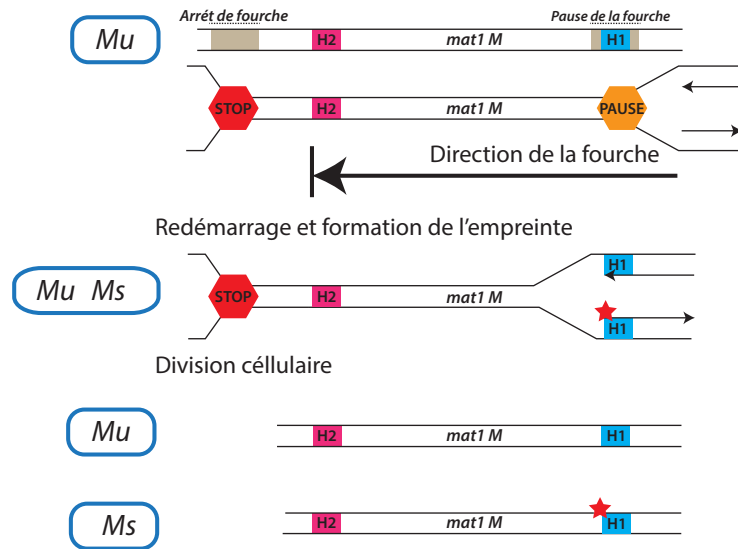 Arrét de fourche
Pause de la fourche
Mu
H2
mat1 M
H1
STOP
H2
mat1 M
PAUSE
Direction de la fourche
Redémarrage et formation de l'empreinte
H1
Mu Ms
STOP
H2
mat1 M
H1
Division céllulaire
Mu
H2
mat1 M
H1
Ms
H2
mat1 M
H1